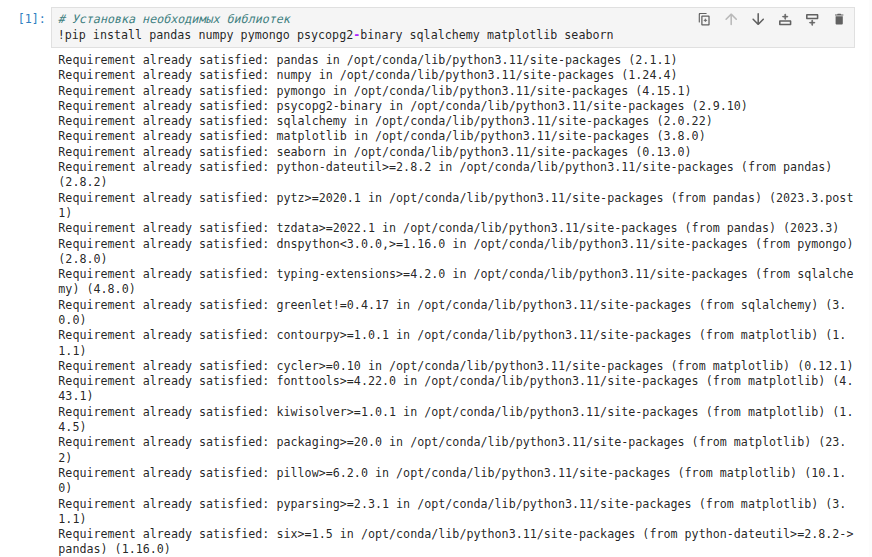 [1]: # Установка необходимых библиотек
!pip install pandas numpy pymongo psycopg2-binary sqlalchemy matplotlib seaborn
Requirement already satisfied: pandas in /opt/conda/lib/python3.11/site-packages (2.1.1)
Requirement already satisfied: numpy in /opt/conda/lib/python3.11/site-packages (1.24.4)
Requirement already satisfied: pymongo in /opt/conda/lib/python3.11/site-packages (4.15.1)
Requirement already satisfied: psycopg2-binary in /opt/conda/lib/python3.11/site-packages (2.9.10)
Requirement already satisfied: sqlalchemy in /opt/conda/lib/python3.11/site-packages (2.0.22)
Requirement already satisfied: matplotlib in /opt/conda/lib/python3.11/site-packages (3.8.0)
Requirement already satisfied: seaborn in /opt/conda/lib/python3.11/site-packages (0.13.0)
Requirement already satisfied: python-dateutil>=2.8.2 in /opt/conda/lib/python3.11/site-packages (from pandas)
(2.8.2)
Requirement already satisfied: pytz>=2020.1 in /opt/conda/lib/python3.11/site-packages (from pandas) (2023.3.post
1)
Requirement already satisfied: tzdata>=2022.1 in /opt/conda/lib/python3.11/site-packages (from pandas) (2023.3)
Requirement already satisfied: dnspython<3.0.0,>=1.16.0 in /opt/conda/lib/python3.11/site-packages (from pymongo)
(2.8.0)
Requirement already satisfied: typing-extensions>=4.2.0 in /opt/conda/lib/python3.11/site-packages (from sqlalche
my) (4.8.0)
Requirement already satisfied: greenlet!=0.4.17 in /opt/conda/lib/python3.11/site-packages (from sqlalchemy) (3.
0.0)
Requirement already satisfied: contourpy>=1.0.1 in /opt/conda/lib/python3.11/site-packages (from matplotlib) (1.
1.1)
Requirement already satisfied: cycler>=0.10 in /opt/conda/lib/python3.11/site-packages (from matplotlib) (0.12.1)
Requirement already satisfied: fonttools>=4.22.0 in /opt/conda/lib/python3.11/site-packages (from matplotlib) (4.
43.1)
Requirement already satisfied: kiwisolver>=1.0.1 in /opt/conda/lib/python3.11/site-packages (from matplotlib) (1.
4.5)
Requirement already satisfied: packaging>=20.0 in /opt/conda/lib/python3.11/site-packages (from matplotlib) (23.
2)
Requirement already satisfied: pillow>=6.2.0 in /opt/conda/lib/python3.11/site-packages (from matplotlib) (10.1.
0)
Requirement already satisfied: pyparsing>=2.3.1 in /opt/conda/lib/python3.11/site-packages (from matplotlib) (3.
1.1)
Requirement already satisfied: six>=1.5 in /opt/conda/lib/python3.11/site-packages (from python-dateutil>=2.8.2->
pandas) (1.16.0)